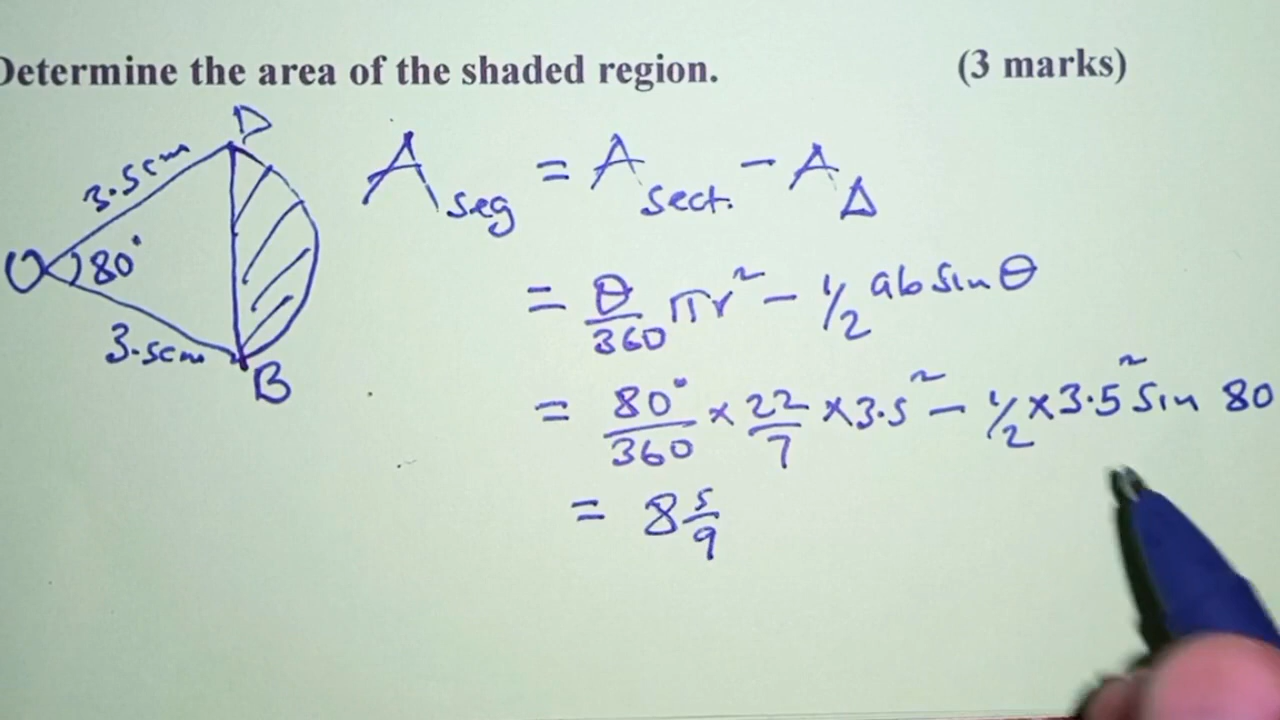 Determine the area of the shaded region. (3 marks)
D
3.5cm
A seg = A sect. - A Δ
O 80°
= θ/360 πr² - 1/2 ab sin θ
3.5cm
B
= 80°/360 × 22/7 × 3.5² - 1/2 × 3.5² sin 80
= 8 5/9